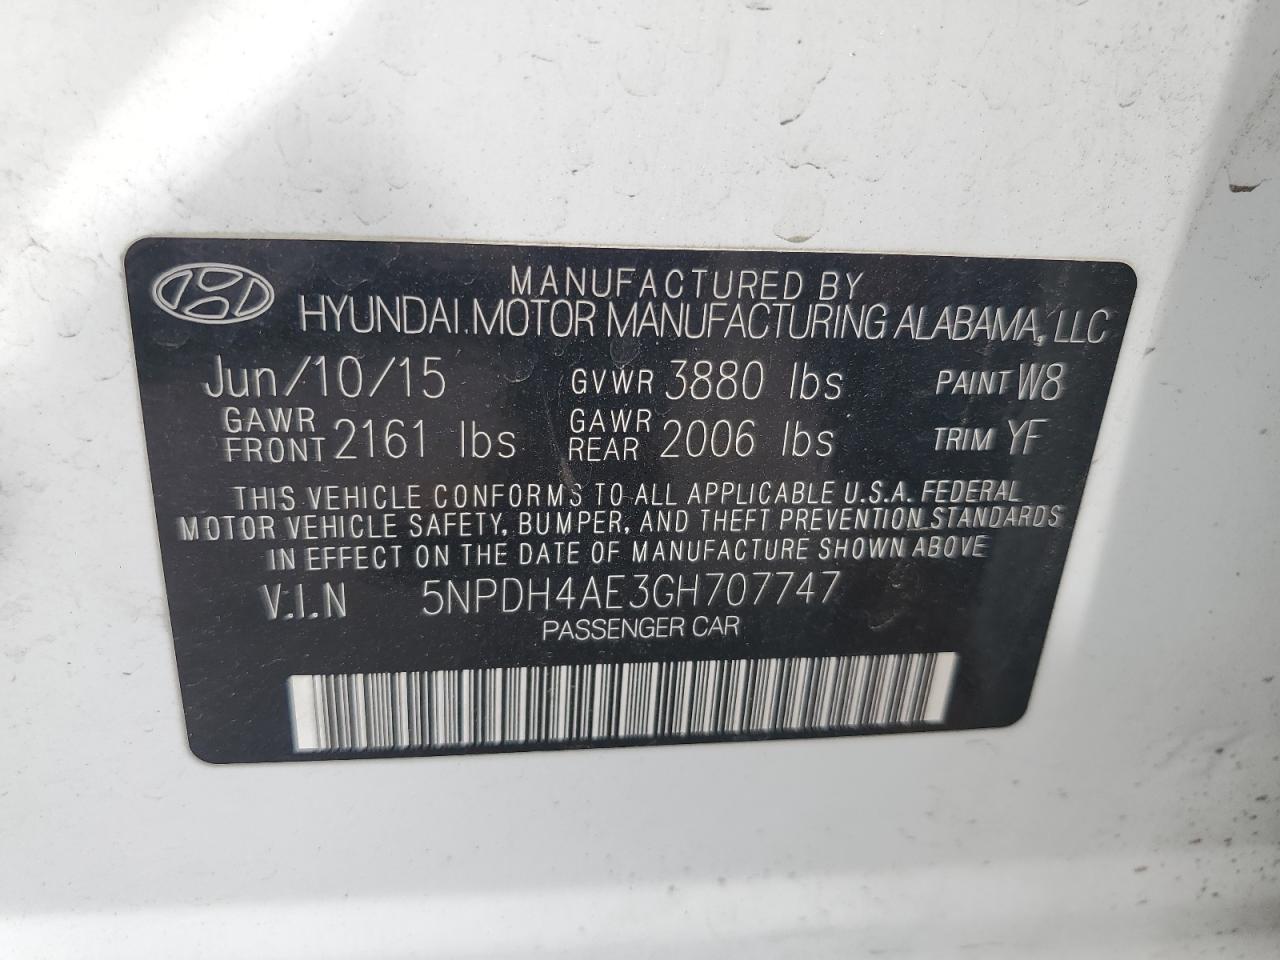 MANUFACTURED BY
HYUNDAI.MOTOR MANUFACTURING ALABAMA, LLC
Jun/10/15 GVWR 3880 lbs PAINT W8
GAWR FRONT 2161 lbs GAWR REAR 2006 lbs TRIM YF
THIS VEHICLE CONFORMS TO ALL APPLICABLE U.S.A. FEDERAL
MOTOR VEHICLE SAFETY, BUMPER, AND THEFT PREVENTION STANDARDS
IN EFFECT ON THE DATE OF MANUFACTURE SHOWN ABOVE
V.I.N 5NPDH4AE3GH707747
PASSENGER CAR